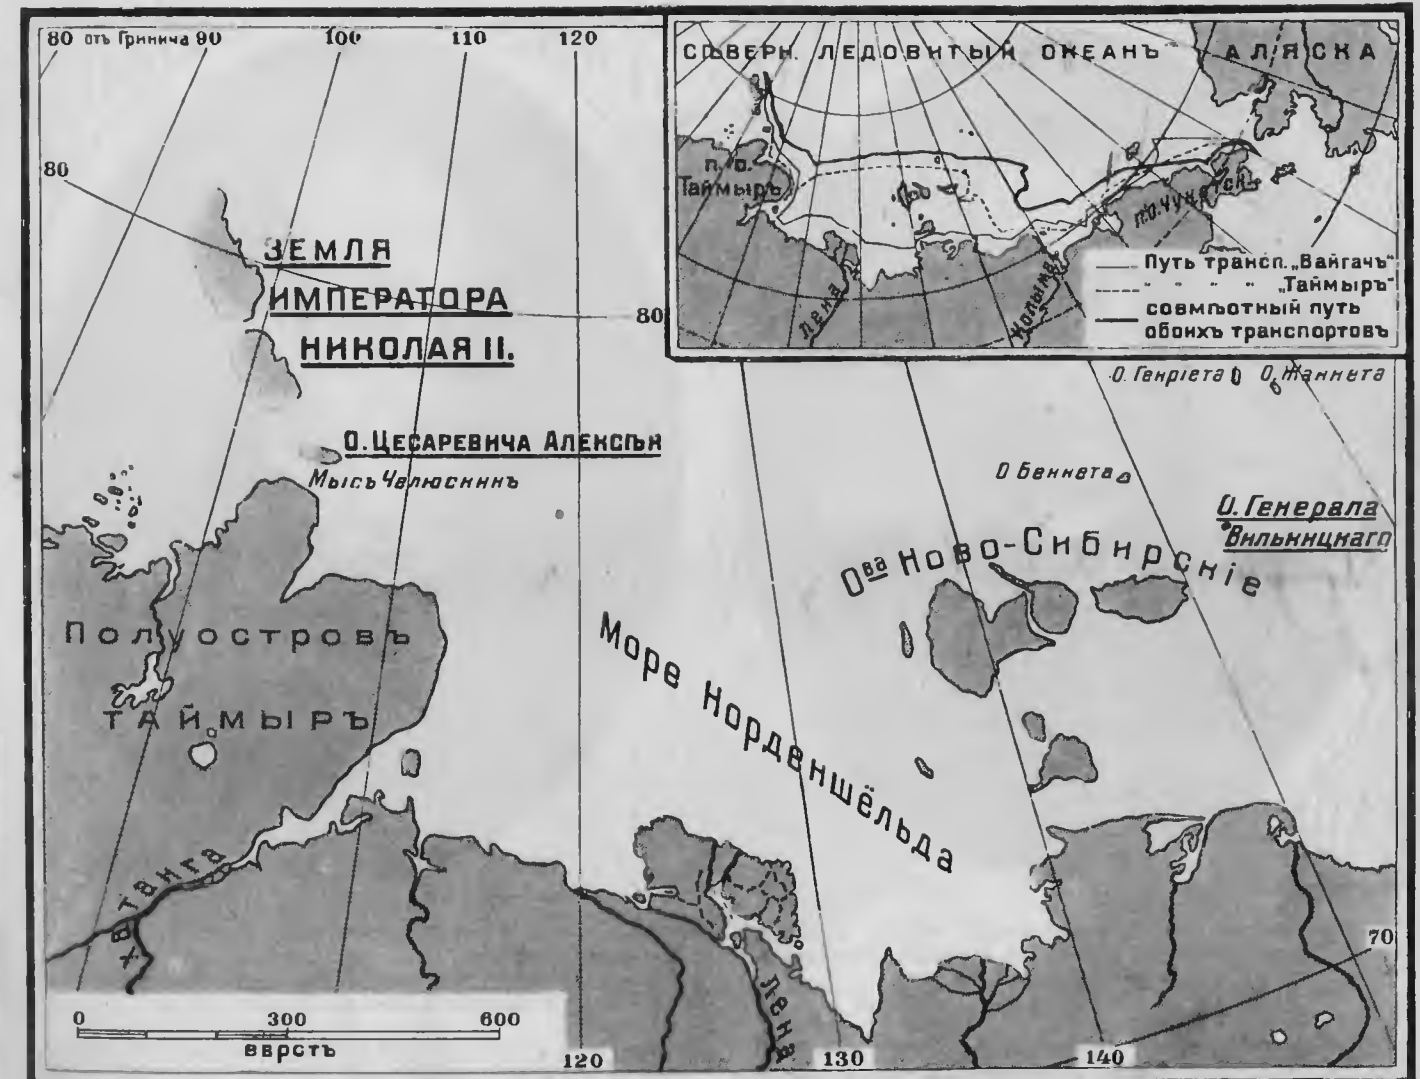 80 отъ Гринича 90 100 110 120
80
ЗЕМЛЯ
ИМПЕРАТОРА
НИКОЛАЯ II.
О. ЦЕСАРЕВИЧА АЛЕКСѢЯ
Мысъ Челюскинъ
80
СѢВЕРН. ЛЕДОВИТЫЙ ОКЕАНЪ
АЛЯСКА
п. о.
Таймыръ
п. о. Чукотск.
Лена
Колыма
Путь трансп. „Вайгачъ“
" " " „Таймыръ“
совмѣстный путь
обоихъ транспортовъ
О. Генріета О. Жаннета
О Беннета
О. Генерала
Вилькицкаго
Ова Ново-Сибирскіе
Полуостровъ
ТАЙМЫРЪ
Море Норденшёльда
Хатанга
Лена
70
0 300 600
верстъ
120 130 140